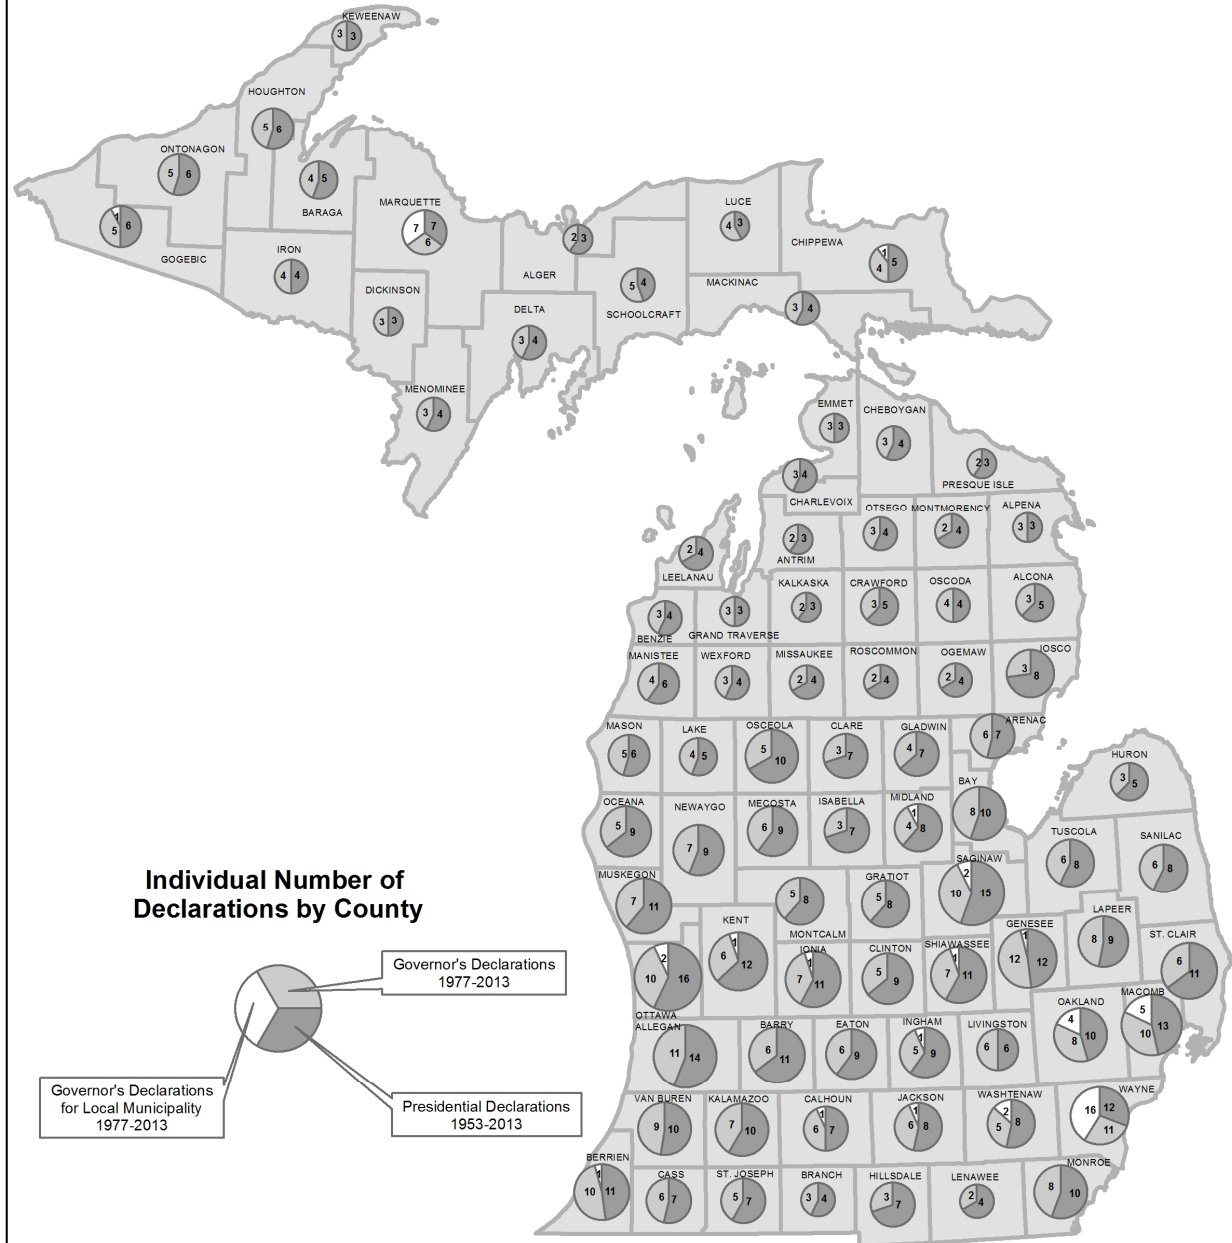 KEWEENAW
3 3
HOUGHTON
5 6
ONTONAGON
5 6
4 5
BARAGA
1
5 6
GOGEBIC
MARQUETTE
7 7
6
IRON
4 4
DICKINSON
3 3
2 3
ALGER
LUCE
4 3
CHIPPEWA
1
4 5
5 4
SCHOOLCRAFT
MACKINAC
3 4
DELTA
3 4
MENOMINEE
3 4
EMMET
3 3
CHEBOYGAN
3 4
2 3
PRESQUE ISLE
3 4
CHARLEVOIX
2 3
ANTRIM
OTSEGO
3 4
MONTMORENCY
2 4
ALPENA
3 3
2 4
LEELANAU
3 4
BENZIE
3 3
GRAND TRAVERSE
KALKASKA
2 3
CRAWFORD
3 5
OSCODA
4 4
ALCONA
3 5
MANISTEE
4 6
WEXFORD
3 4
MISSAUKEE
2 4
ROSCOMMON
2 4
OGEMAW
2 4
IOSCO
3 8
MASON
5 6
LAKE
4 5
OSCEOLA
5 10
CLARE
3 7
GLADWIN
4 7
ARENAC
6 7
HURON
3 5
OCEANA
5 9
NEWAYGO
7 9
MECOSTA
6 9
ISABELLA
3 7
MIDLAND
1
4 8
BAY
8 10
TUSCOLA
6 8
SANILAC
6 8
MUSKEGON
7 11
5 8
MONTCALM
GRATIOT
5 8
SAGINAW
2
10 15
Individual Number of
Declarations by County
2
10 16
OTTAWA
KENT
1
6 12
IONIA
1
7 11
CLINTON
5 9
SHIAWASSEE
1
7 11
GENESEE
1
12 12
LAPEER
8 9
ST. CLAIR
6 11
Governor's Declarations
1977-2013
ALLEGAN
11 14
BARRY
6 11
EATON
6 9
INGHAM
1
5 9
LIVINGSTON
6 6
OAKLAND
4
8 10
MACOMB
5
10 13
Governor's Declarations
for Local Municipality
1977-2013
Presidential Declarations
1953-2013
VAN BUREN
9 10
KALAMAZOO
7 10
CALHOUN
1
6 7
JACKSON
1
6 8
WASHTENAW
2
5 8
WAYNE
16 12
11
BERRIEN
1
10 11
CASS
6 7
ST. JOSEPH
5 7
BRANCH
3 4
HILLSDALE
3 7
LENAWEE
2 4
MONROE
8 10